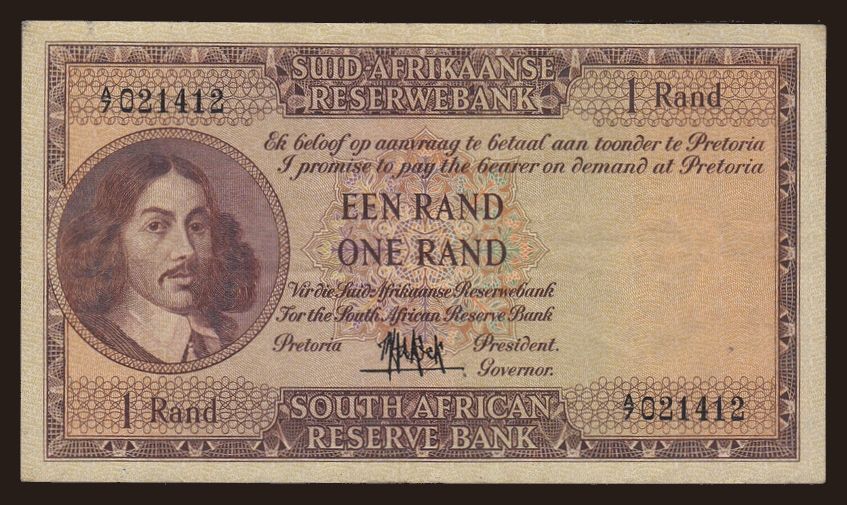 SUID-AFRIKAANSE
RESERWEBANK
A/7 021412
1 Rand
Ek beloof op aanvraag te betaal aan toonder te Pretoria
I promise to pay the bearer on demand at Pretoria
EEN RAND
ONE RAND
Vir die Suid-Afrikaanse Reserwebank
For the South African Reserve Bank
Pretoria President.
Governor.
1 Rand
SOUTH AFRICAN
RESERVE BANK
A/7 021412